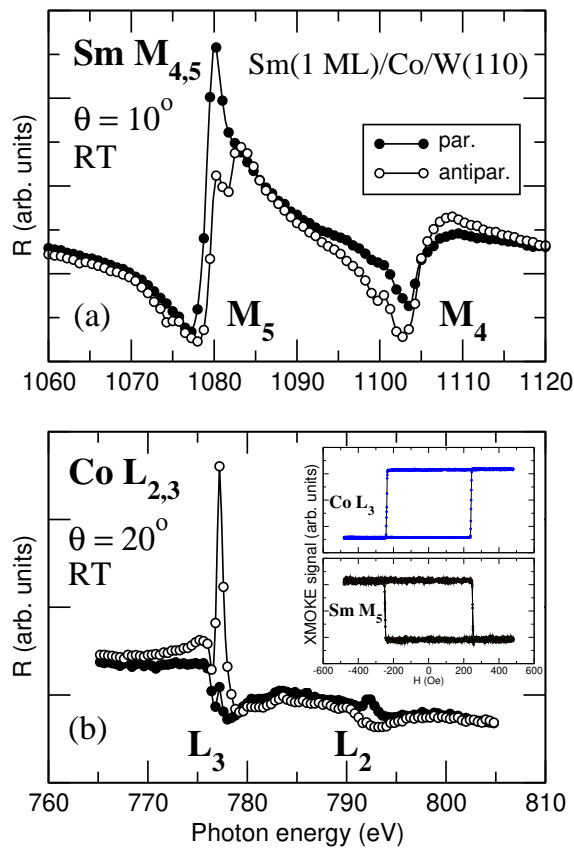 Sm M4,5
Sm(1 ML)/Co/W(110)
θ = 10°
RT
par.
antipar.
R (arb. units)
(a)
M5
M4
1060 1070 1080 1090 1100 1110 1120
Co L2,3
θ = 20°
RT
R (arb. units)
XMOKE signal (arb. units)
Co L3
Sm M5
-600 -400 -200 0 200 400 600
H (Oe)
(b)
L3
L2
760 770 780 790 800 810
Photon energy (eV)